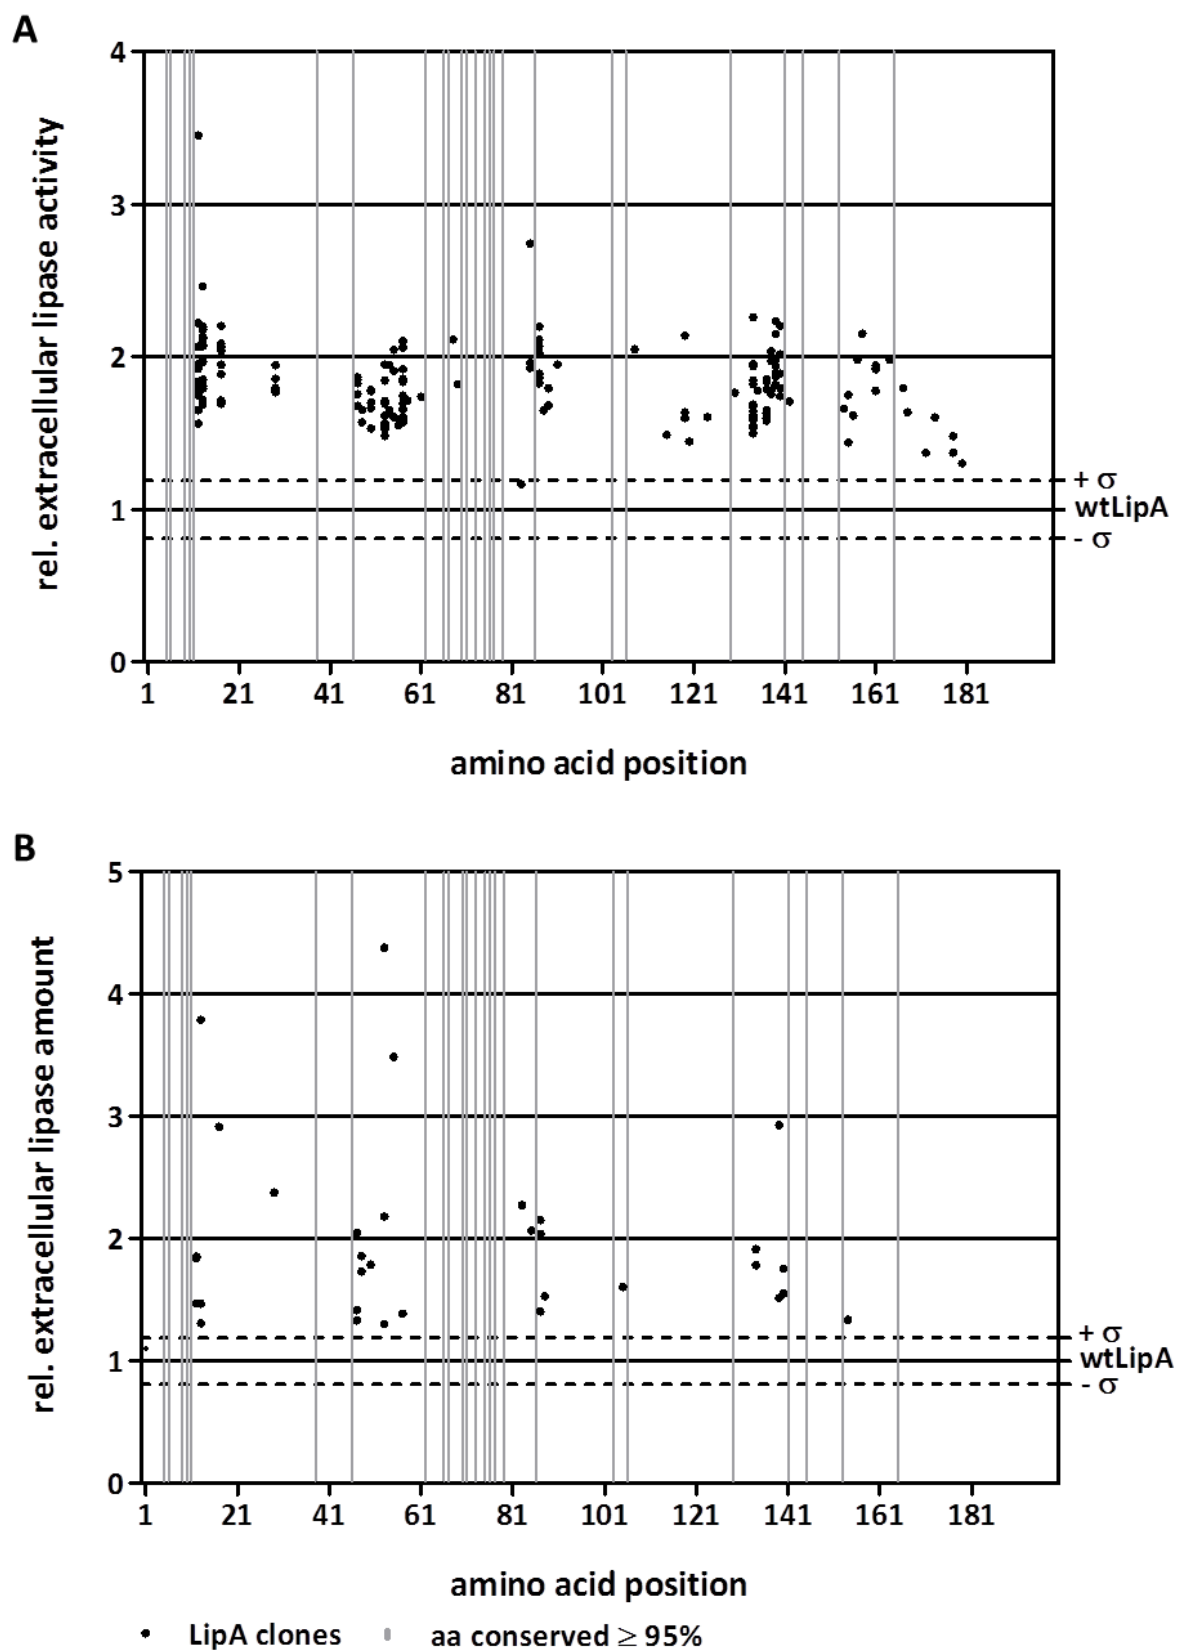 A
rel. extracellular lipase activity
4
3
2
1
0
+ σ
wtLipA
- σ
1 21 41 61 81 101 121 141 161 181
amino acid position
B
rel. extracellular lipase amount
5
4
3
2
1
0
+ σ
wtLipA
- σ
1 21 41 61 81 101 121 141 161 181
amino acid position
LipA clones aa conserved ≥ 95%